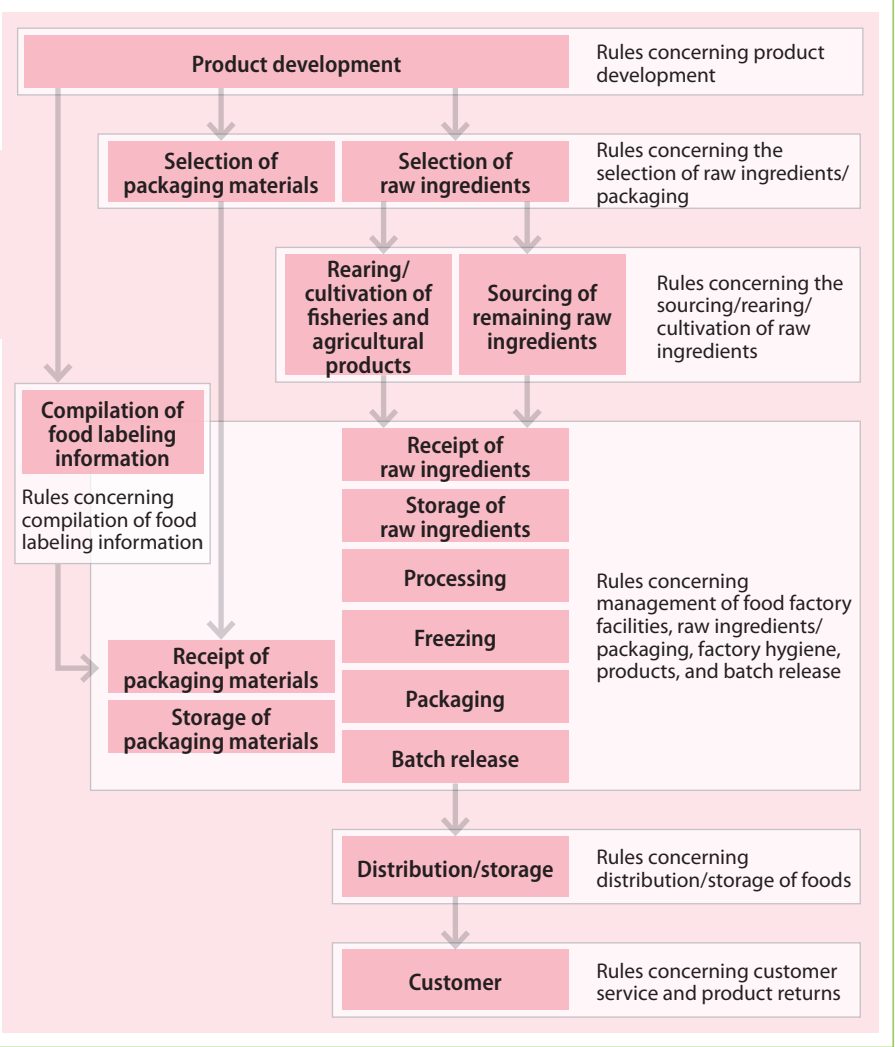 Product development
Rules concerning product
development
Selection of
packaging materials
Selection of
raw ingredients
Rules concerning the
selection of raw ingredients/
packaging
Rearing/
cultivation of
fisheries and
agricultural
products
Sourcing of
remaining raw
ingredients
Rules concerning the
sourcing/rearing/
cultivation of raw
ingredients
Compilation of
food labeling
information
Rules concerning
compilation of food
labeling information
Receipt of
raw ingredients
Storage of
raw ingredients
Processing
Freezing
Packaging
Batch release
Receipt of
packaging materials
Storage of
packaging materials
Rules concerning
management of food factory
facilities, raw ingredients/
packaging, factory hygiene,
products, and batch release
Distribution/storage
Rules concerning
distribution/storage of foods
Customer
Rules concerning customer
service and product returns